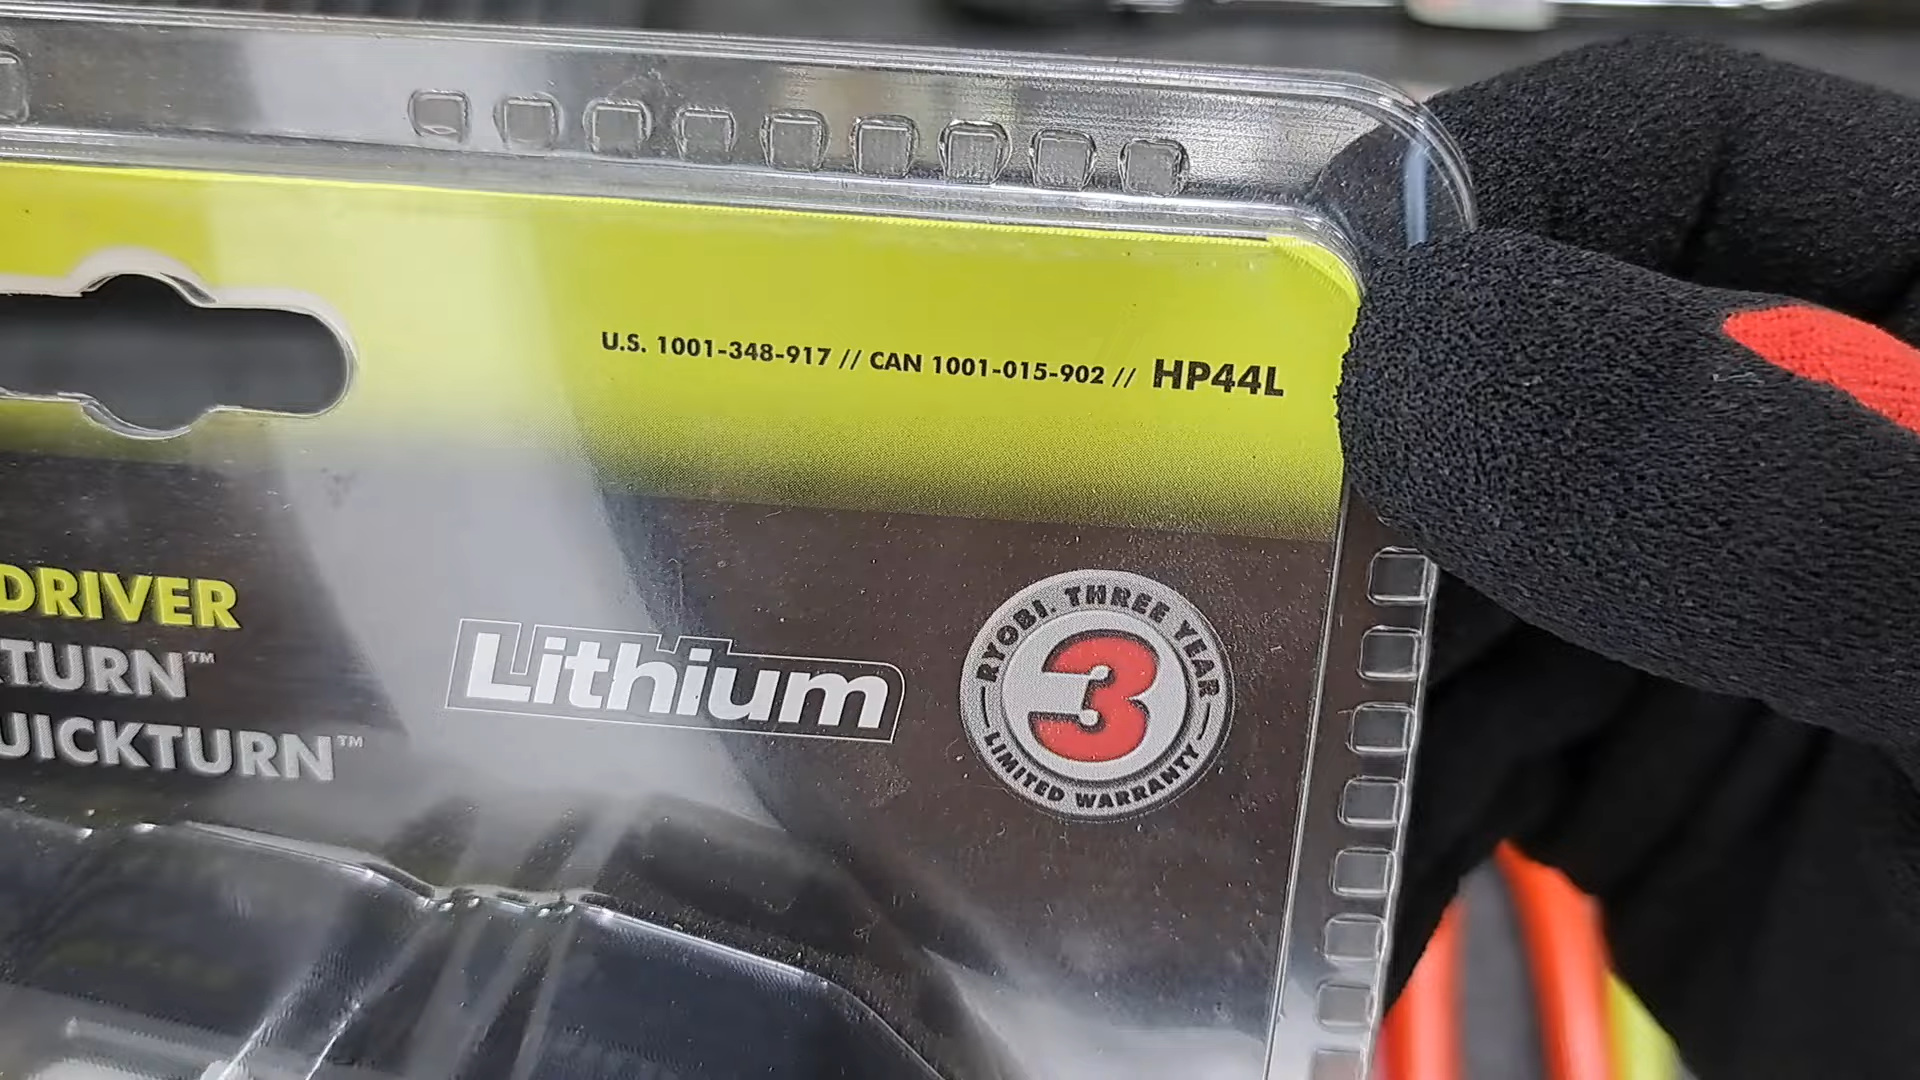 U.S. 1001-348-917 // CAN 1001-015-902 // HP44L
DRIVER
TURN™
UICKTURN™
Lithium
RYOBI. THREE YEAR
3
LIMITED WARRANTY